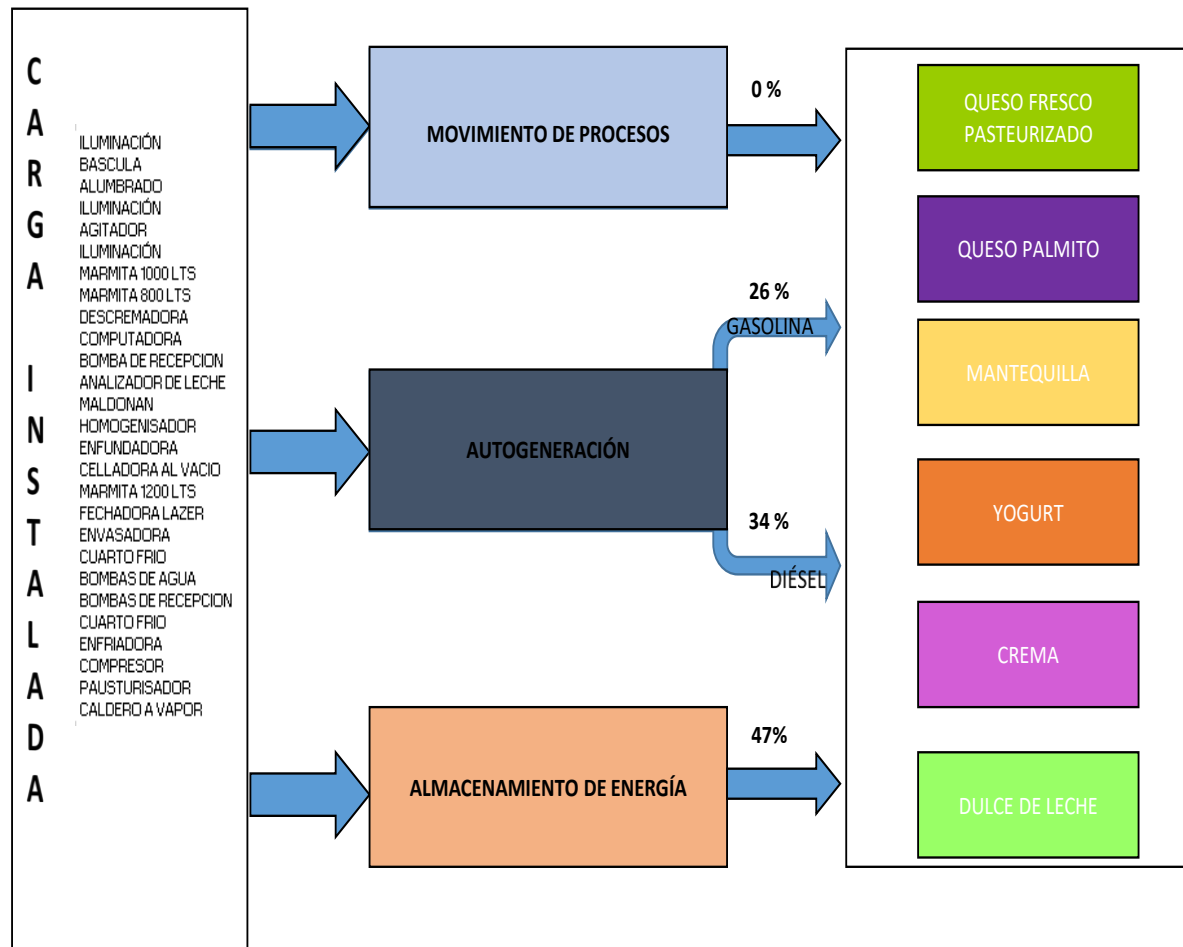 CARGA INSTALADA
ILUMINACIÓN
BASCULA
ALUMBRADO
ILUMINACIÓN
AGITADOR
ILUMINACIÓN
MARMITA 1000 LTS
MARMITA 800 LTS
DESCREMADORA
COMPUTADORA
BOMBA DE RECEPCION
ANALIZADOR DE LECHE
MALDONAN
HOMOGENISADOR
ENFUNDADORA
CELLADORA AL VACIO
MARMITA 1200 LTS
FECHADORA LAZER
ENVASADORA
CUARTO FRIO
BOMBAS DE AGUA
BOMBAS DE RECEPCION
CUARTO FRIO
ENFRIADORA
COMPRESOR
PAUSTURISADOR
CALDERO A VAPOR
MOVIMIENTO DE PROCESOS
0 %
AUTOGENERACIÓN
26 %
GASOLINA
34 %
DIÉSEL
ALMACENAMIENTO DE ENERGÍA
47%
QUESO FRESCO
PASTEURIZADO
QUESO PALMITO
MANTEQUILLA
YOGURT
CREMA
DULCE DE LECHE